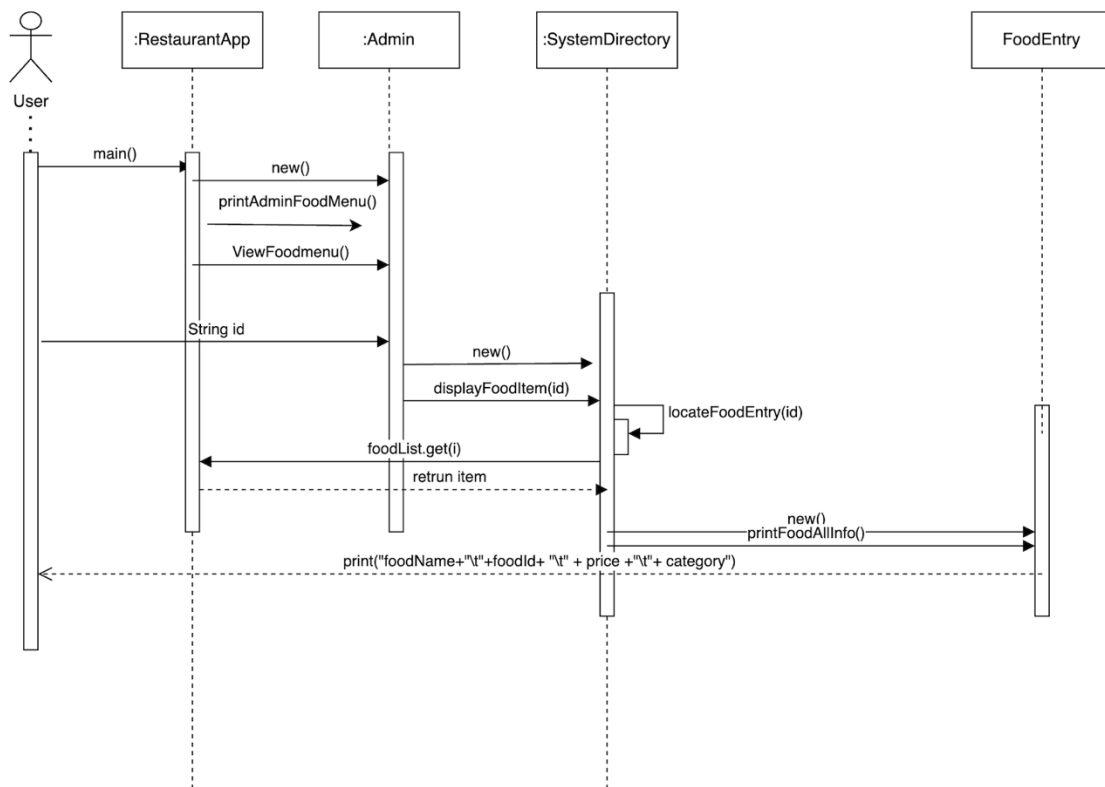 :RestaurantApp
:Admin
:SystemDirectory
FoodEntry
User
main()
new()
printAdminFoodMenu()
ViewFoodmenu()
String id
new()
displayFoodItem(id)
locateFoodEntry(id)
foodList.get(i)
retrun item
new()
printFoodAllInfo()
print("foodName+"\t"+foodId+ "\t" + price +"\t"+ category")